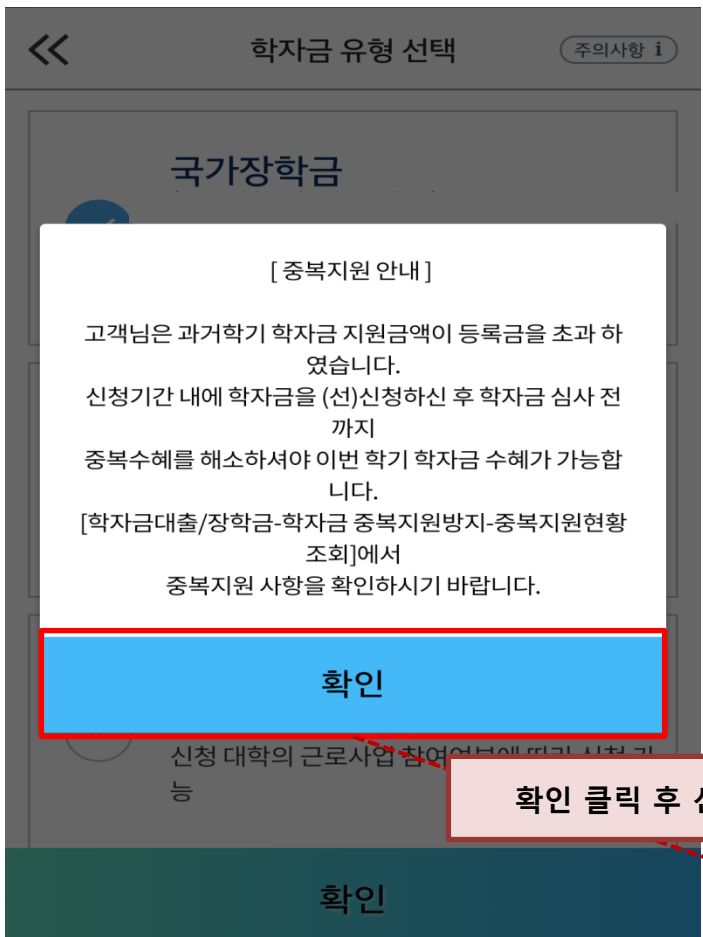 학자금 유형 선택
주의사항 i
국가장학금
[ 중복지원 안내 ]
고객님은 과거학기 학자금 지원금액이 등록금을 초과 하
였습니다.
신청기간 내에 학자금을 (선)신청하신 후 학자금 심사 전
까지
중복수혜를 해소하셔야 이번 학기 학자금 수혜가 가능합
니다.
[학자금대출/장학금-학자금 중복지원방지-중복지원현황
조회]에서
중복지원 사항을 확인하시기 바랍니다.
확인
신청 대학의 근로사업 참여여부에 따라 신청 가
능
확인 클릭 후
확인